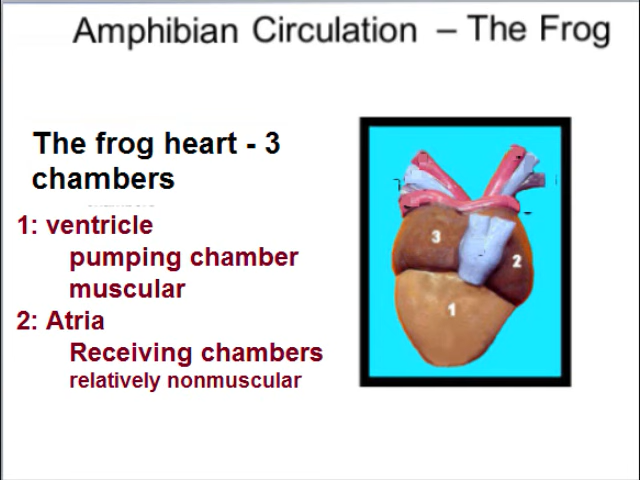 Amphibian Circulation – The Frog
The frog heart - 3
chambers
1: ventricle
pumping chamber
muscular
2: Atria
Receiving chambers
relatively nonmuscular
3
2
1